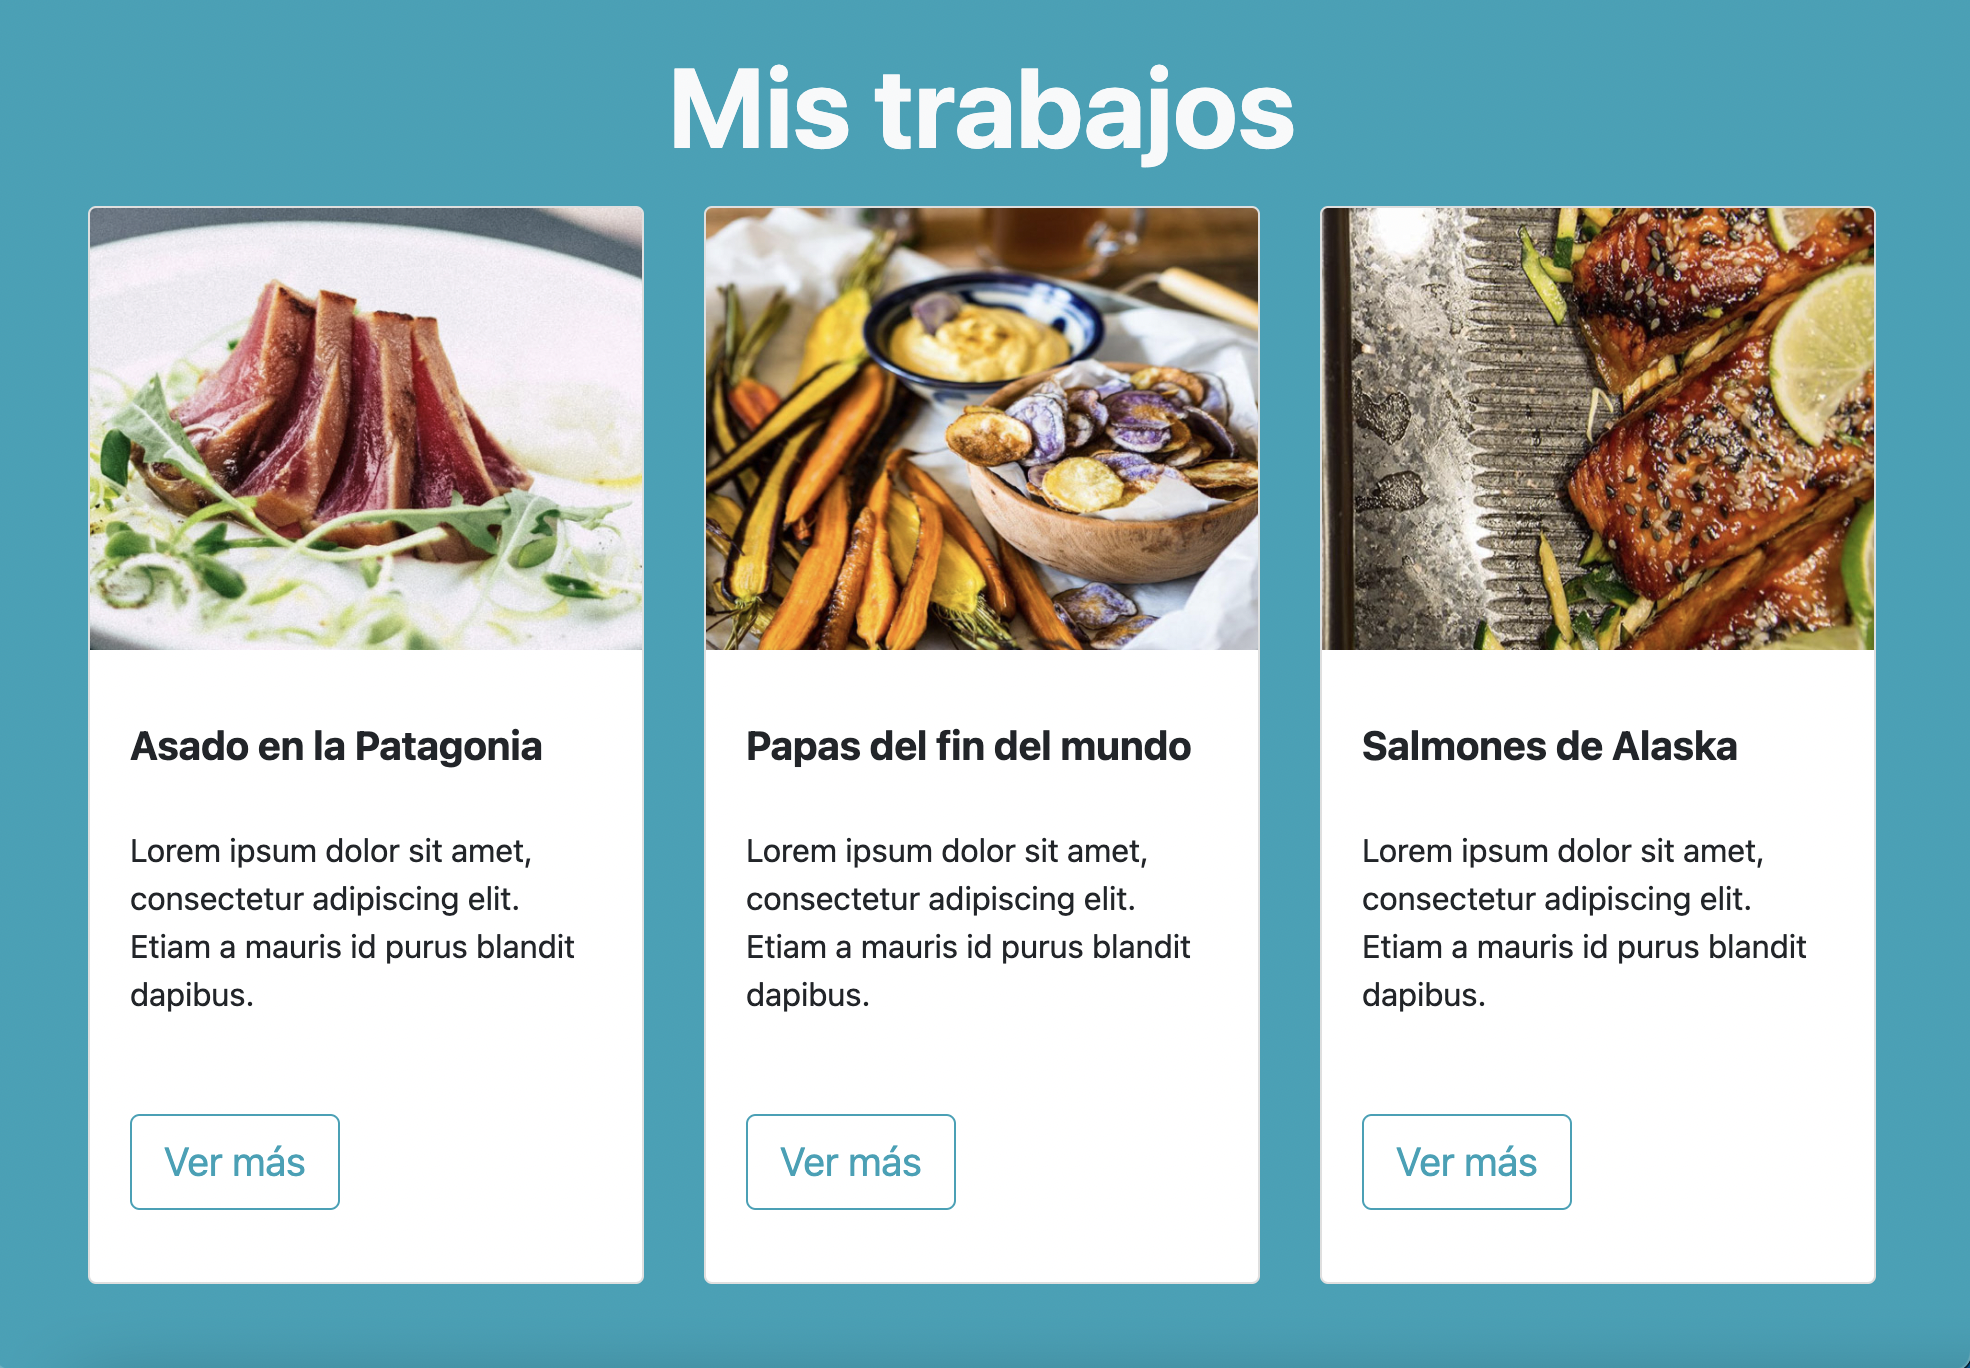 Mis trabajos
Asado en la Patagonia
Lorem ipsum dolor sit amet,
consectetur adipiscing elit.
Etiam a mauris id purus blandit
dapibus.
Ver más
Papas del fin del mundo
Lorem ipsum dolor sit amet,
consectetur adipiscing elit.
Etiam a mauris id purus blandit
dapibus.
Ver más
Salmones de Alaska
Lorem ipsum dolor sit amet,
consectetur adipiscing elit.
Etiam a mauris id purus blandit
dapibus.
Ver más